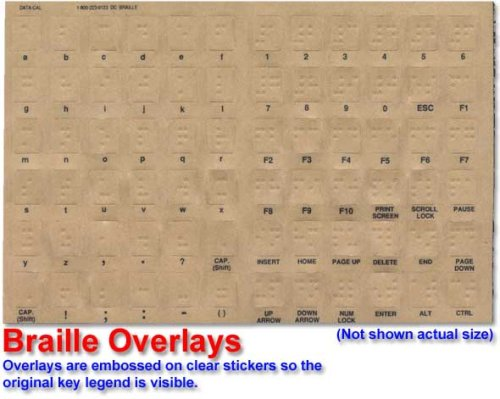 DATA-CAL DC BRAILLE
a b c d e f 1 2 3 4 5 6
g h i j k l 7 8 9 0 ESC F1
m n o p q r F2 F3 F4 F5 F6 F7
s t u v w x F8 F9 F10 PRINT SCROLL PAUSE
SCREEN LOCK
y z , . ? CAP. INSERT HOME PAGE UP DELETE END PAGE
(Shift) DOWN
CAP. ! ; : - ( ) UP DOWN NUM ENTER ALT CTRL
(Shift) ARROW ARROW LOCK
Braille Overlays (Not shown actual size)
Overlays are embossed on clear stickers so the
original key legend is visible.